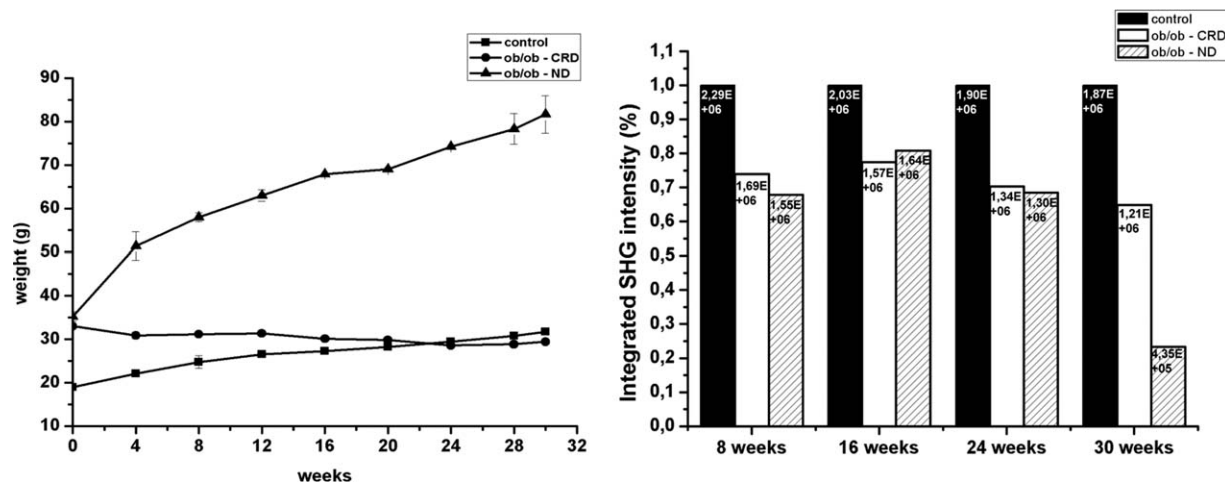 control
ob/ob - CRD
ob/ob - ND
90
80
70
60
50
40
30
20
10
weight (g)
0 4 8 12 16 20 24 28 32
weeks
control
ob/ob - CRD
ob/ob - ND
1,1
1,0
0,9
0,8
0,7
0,6
0,5
0,4
0,3
0,2
0,1
0,0
Integrated SHG intensity (%)
2,29E
+06
1,69E
+06
1,55E
+06
2,03E
+06
1,57E
+06
1,64E
+06
1,90E
+06
1,34E
+06
1,30E
+06
1,87E
+06
1,21E
+06
4,35E
+05
8 weeks 16 weeks 24 weeks 30 weeks